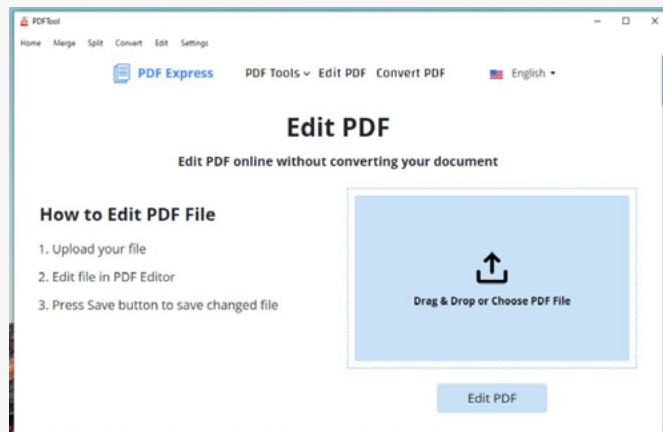 PDFTool
Home Merge Split Convert Edit Settings
PDF Express PDF Tools Edit PDF Convert PDF English
Edit PDF
Edit PDF online without converting your document
How to Edit PDF File
1. Upload your file
2. Edit file in PDF Editor
3. Press Save button to save changed file
Drag & Drop or Choose PDF File
Edit PDF